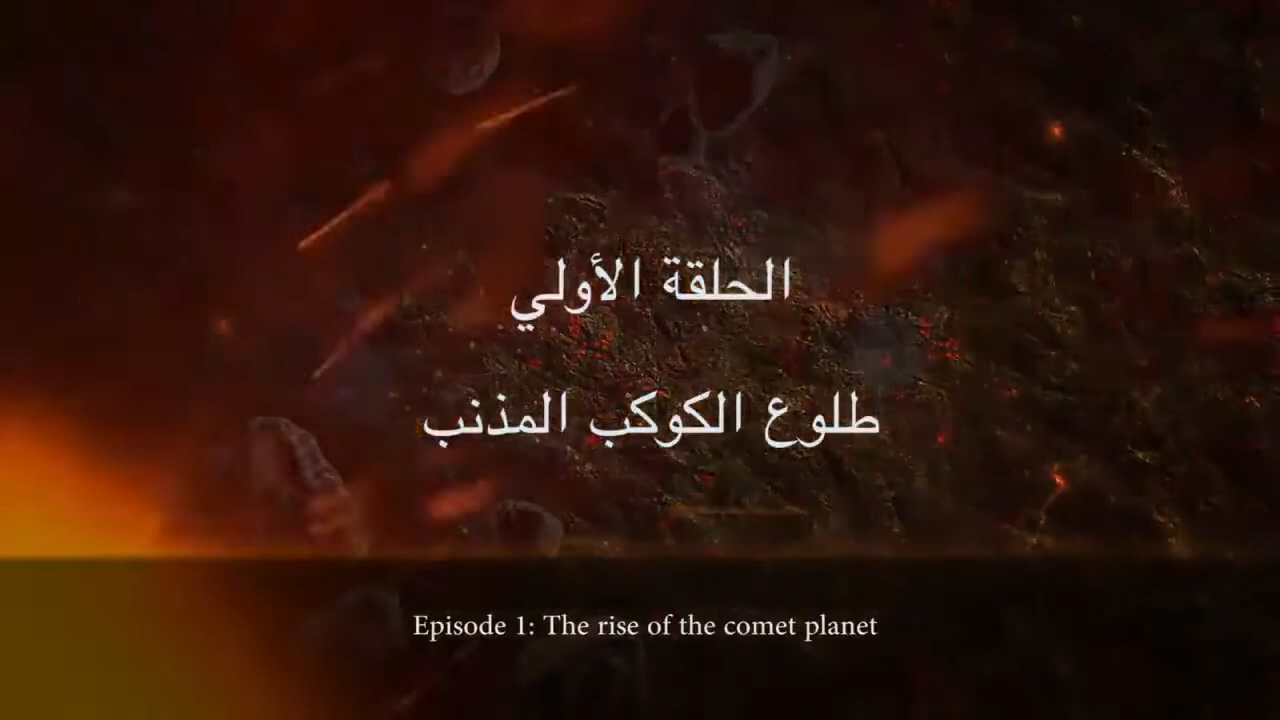 الحلقة الأولي
طلوع الكوكب المذنب
Episode 1: The rise of the comet planet